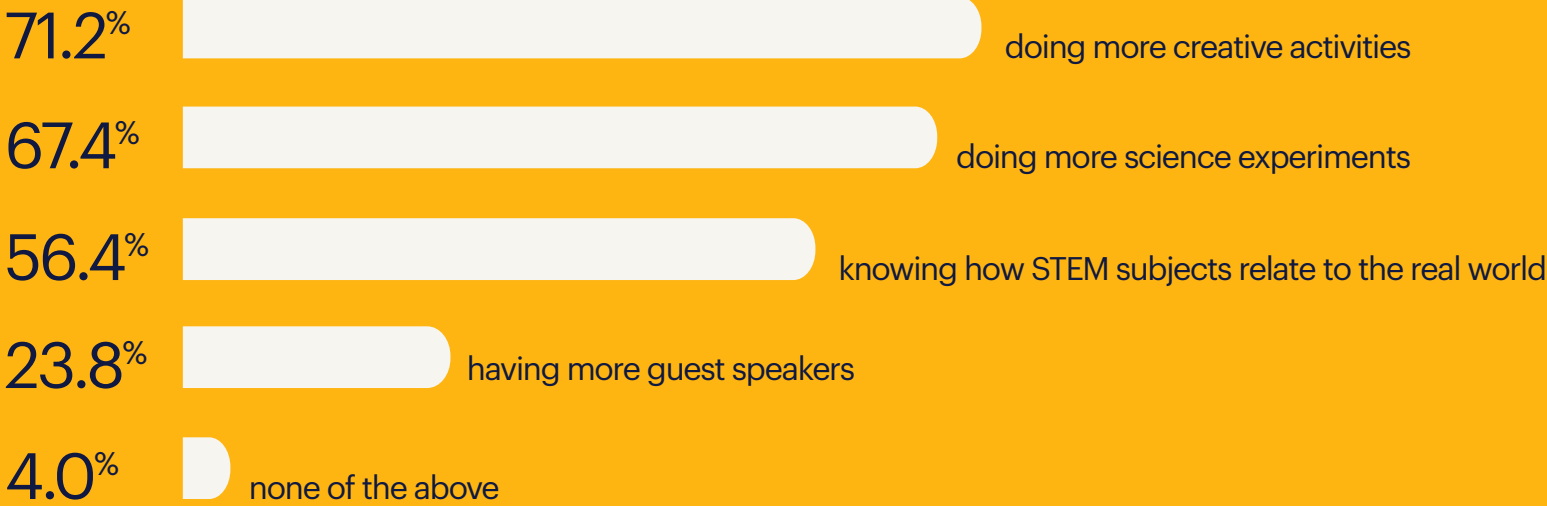 71.2%
doing more creative activities
67.4%
doing more science experiments
56.4%
knowing how STEM subjects relate to the real world
23.8%
having more guest speakers
4.0%
none of the above